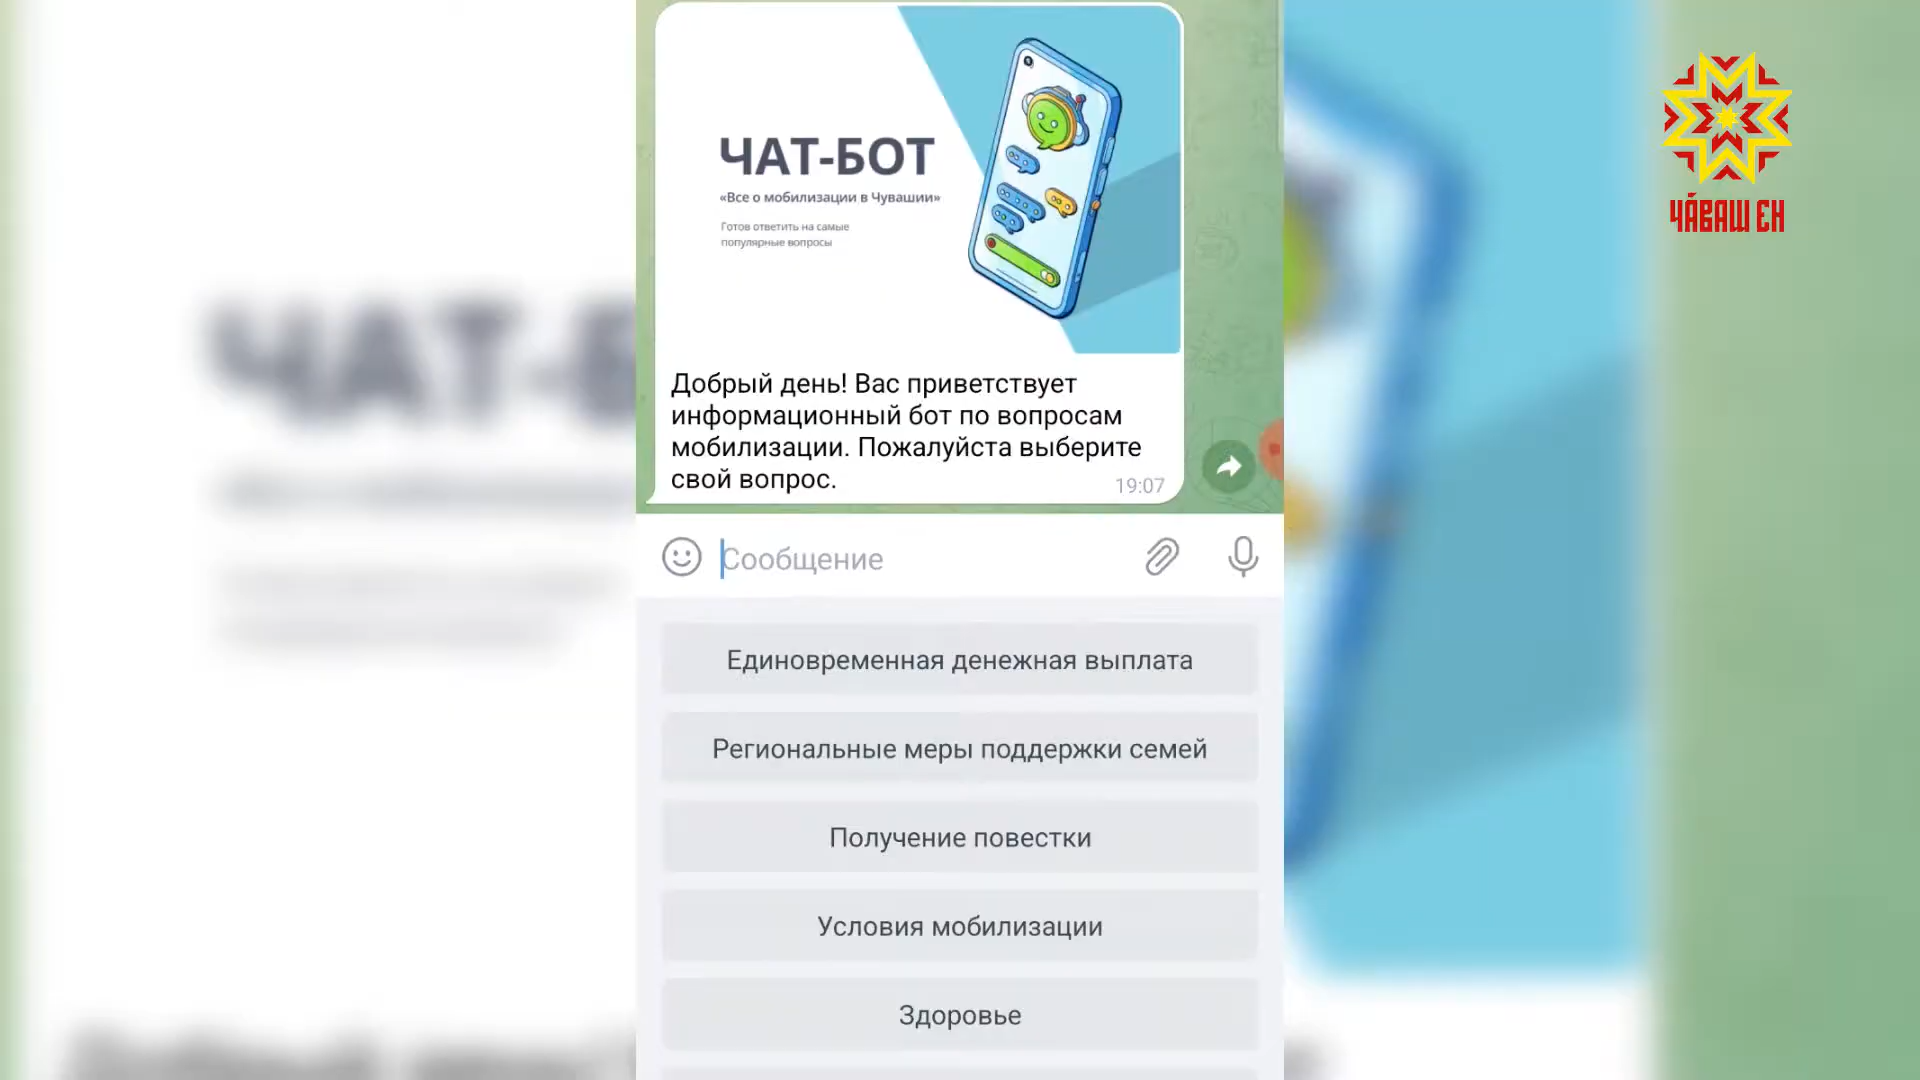 ЧАТ-БОТ
«Все о мобилизации в Чувашии»
Готов ответить на самые
популярные вопросы
Добрый день! Вас приветствует
информационный бот по вопросам
мобилизации. Пожалуйста выберите
свой вопрос.
19:07
Сообщение
Единовременная денежная выплата
Региональные меры поддержки семей
Получение повестки
Условия мобилизации
Здоровье
ЧӐВАШ ЕН